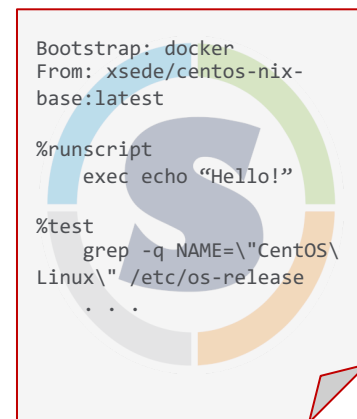 Bootstrap: docker
From: xsede/centos-nix-
base:latest
%runscript
    exec echo “Hello!”
%test
    grep -q NAME=\"CentOS\
Linux\" /etc/os-release
    . . .
S